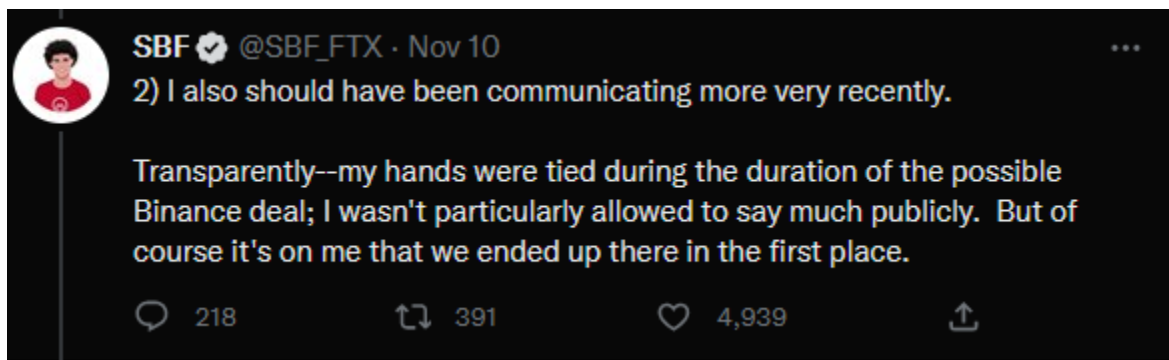 SBF @SBF_FTX · Nov 10
2) I also should have been communicating more very recently.
Transparently--my hands were tied during the duration of the possible
Binance deal; I wasn't particularly allowed to say much publicly.  But of
course it's on me that we ended up there in the first place.
218 391 4,939